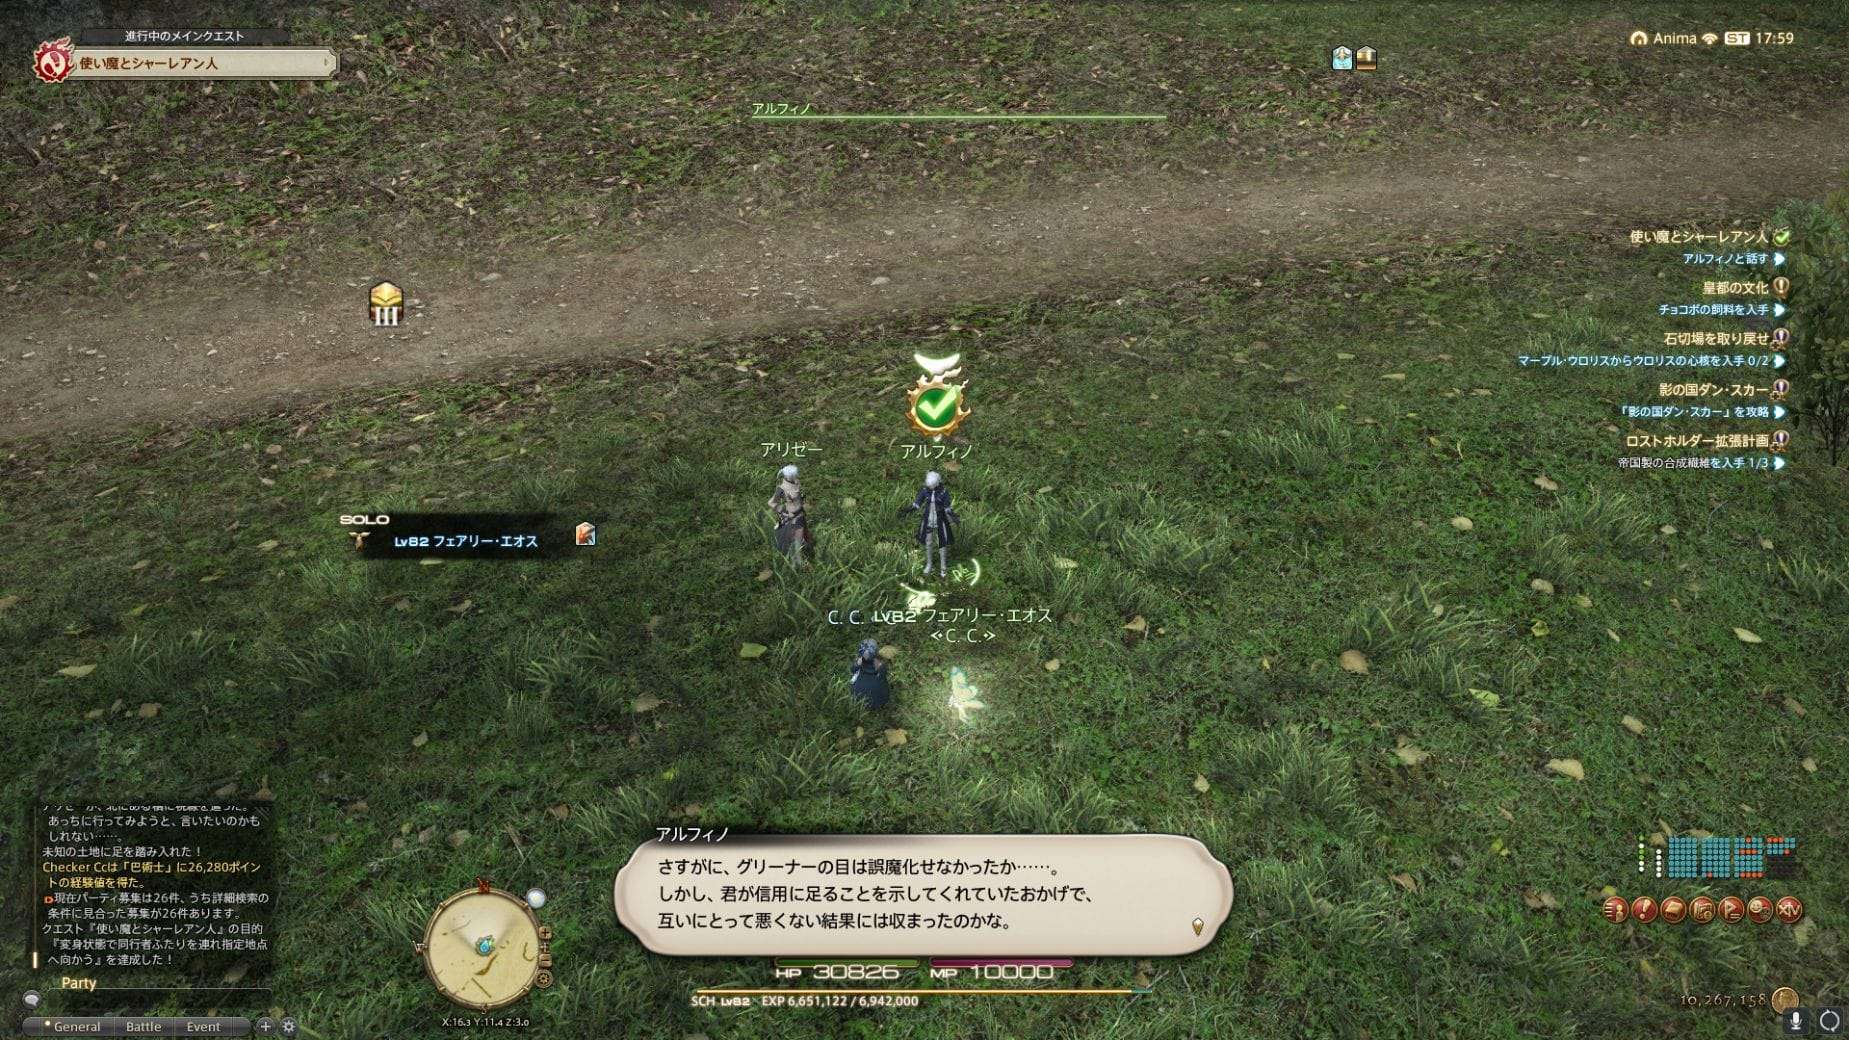 進行中のメインクエスト
使い魔とシャーレアン人
Anima ST 17:59
アルフィノ
使い魔とシャーレアン人
アルフィノと話す
皇都の文化
チョコボの飼料を入手
石切場を取り戻せ
マーブル・ウロリスからウロリスの心核を入手 0/2
影の国ダン・スカー
「影の国ダン・スカー」を攻略
ロストホルダー拡張計画
帝国製の合成繊維を入手 1/3
III
アリゼー
アルフィノ
SOLO
Lv82 フェアリー・エオス
C. C.
Lv82 フェアリー・エオス
«C. C.»
あっちに行ってみようと、言いたいのかも
しれない……。
未知の土地に足を踏み入れた！
Checker Ccは「巴術士」に26,280ポイン
トの経験値を得た。
現在パーティ募集は26件、うち詳細検索の
条件に見合った募集が26件あります。
クエスト『使い魔とシャーレアン人』の目的
『変身状態で同行者ふたりを連れ指定地点
へ向かう』を達成した！
Party
General Battle Event
X:16.3 Y:11.4 Z:3.0
アルフィノ
さすがに、グリーナーの目は誤魔化せなかったか……。
しかし、君が信用に足ることを示してくれていたおかげで、
互いにとって悪くない結果には収まったのかな。
HP 30826 MP 10000
SCH Lv82 EXP 6,651,122 / 6,942,000
XIV
10,267,158